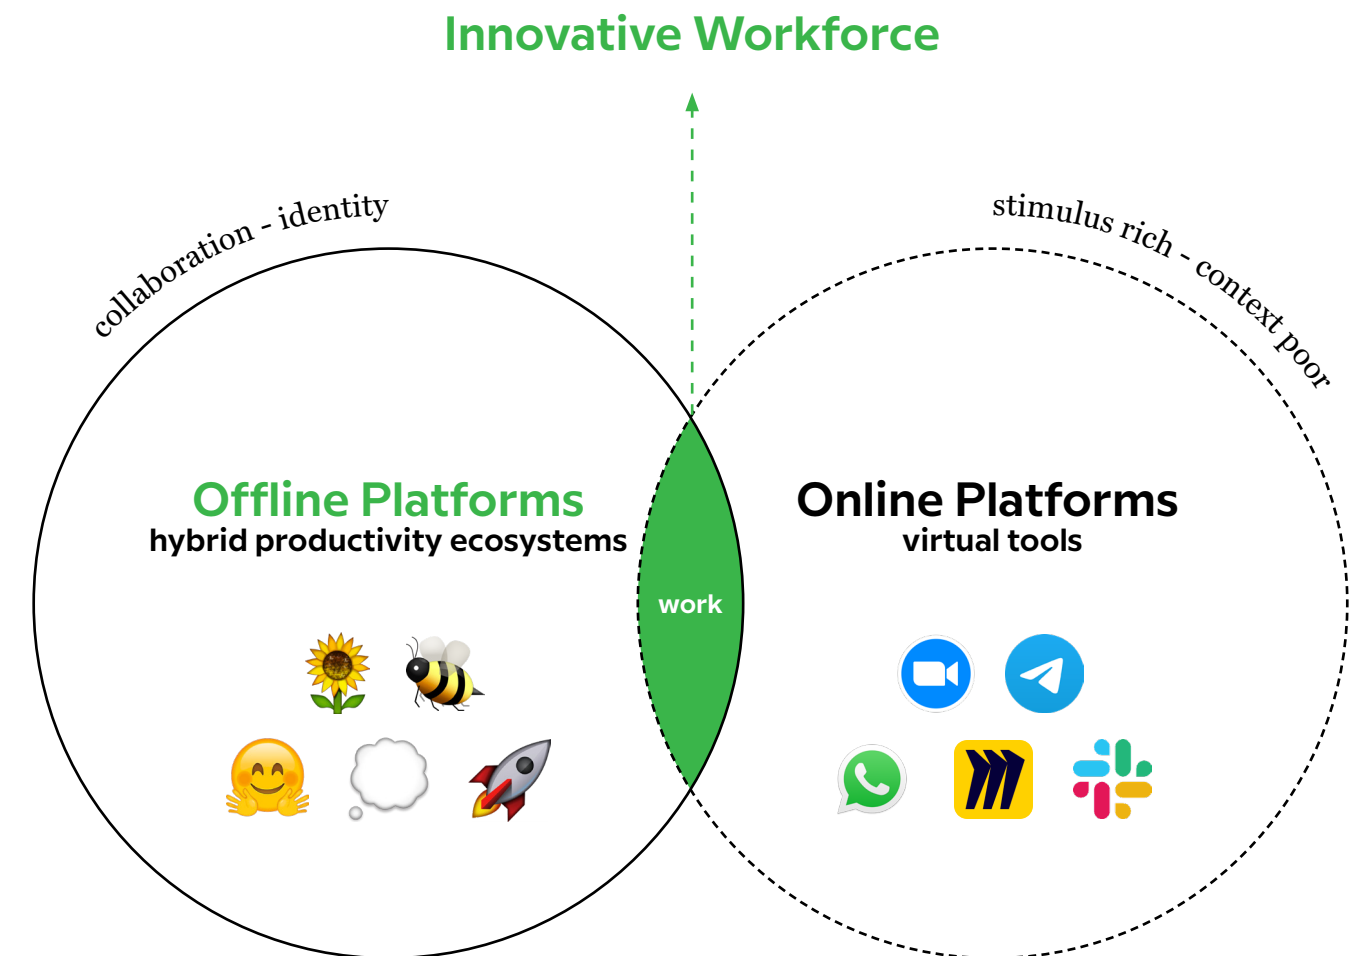 Innovative Workforce
collaboration - identity
stimulus rich - context poor
Offline Platforms
hybrid productivity ecosystems
work
Online Platforms
virtual tools